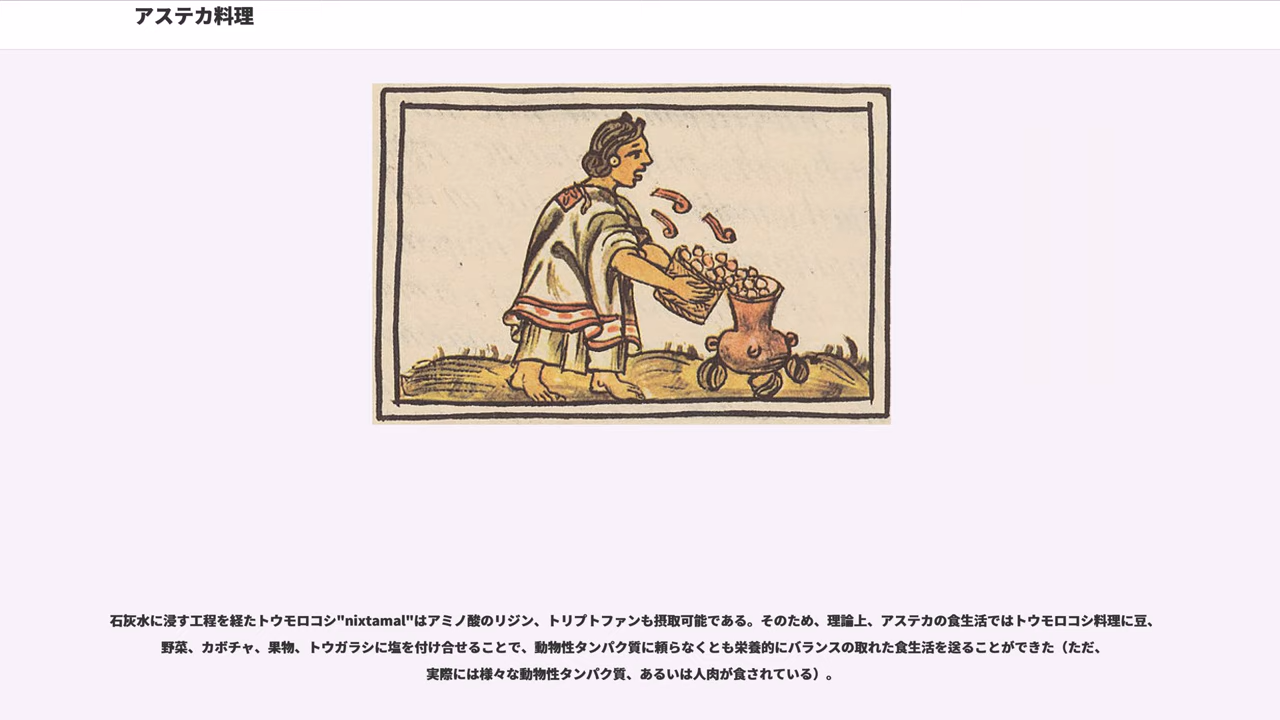 アステカ料理
石灰水に浸す工程を経たトウモロコシ"nixtamal"はアミノ酸のリジン、トリプトファンも摂取可能である。そのため、理論上、アステカの食生活ではトウモロコシ料理に豆、
野菜、カボチャ、果物、トウガラシに塩を付け合せることで、動物性タンパク質に頼らなくとも栄養的にバランスの取れた食生活を送ることができた（ただ、
実際には様々な動物性タンパク質、あるいは人肉が食されている）。